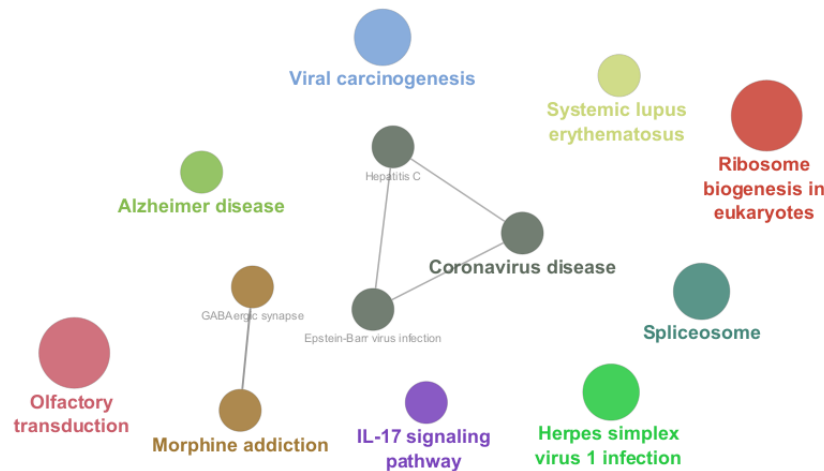 Viral carcinogenesis
Systemic lupus
erythematosus
Ribosome
biogenesis in
eukaryotes
Hepatitis C
Alzheimer disease
Coronavirus disease
GABAergic synapse
Epstein-Barr virus infection
Spliceosome
Olfactory
transduction
Morphine addiction
IL-17 signaling
pathway
Herpes simplex
virus 1 infection